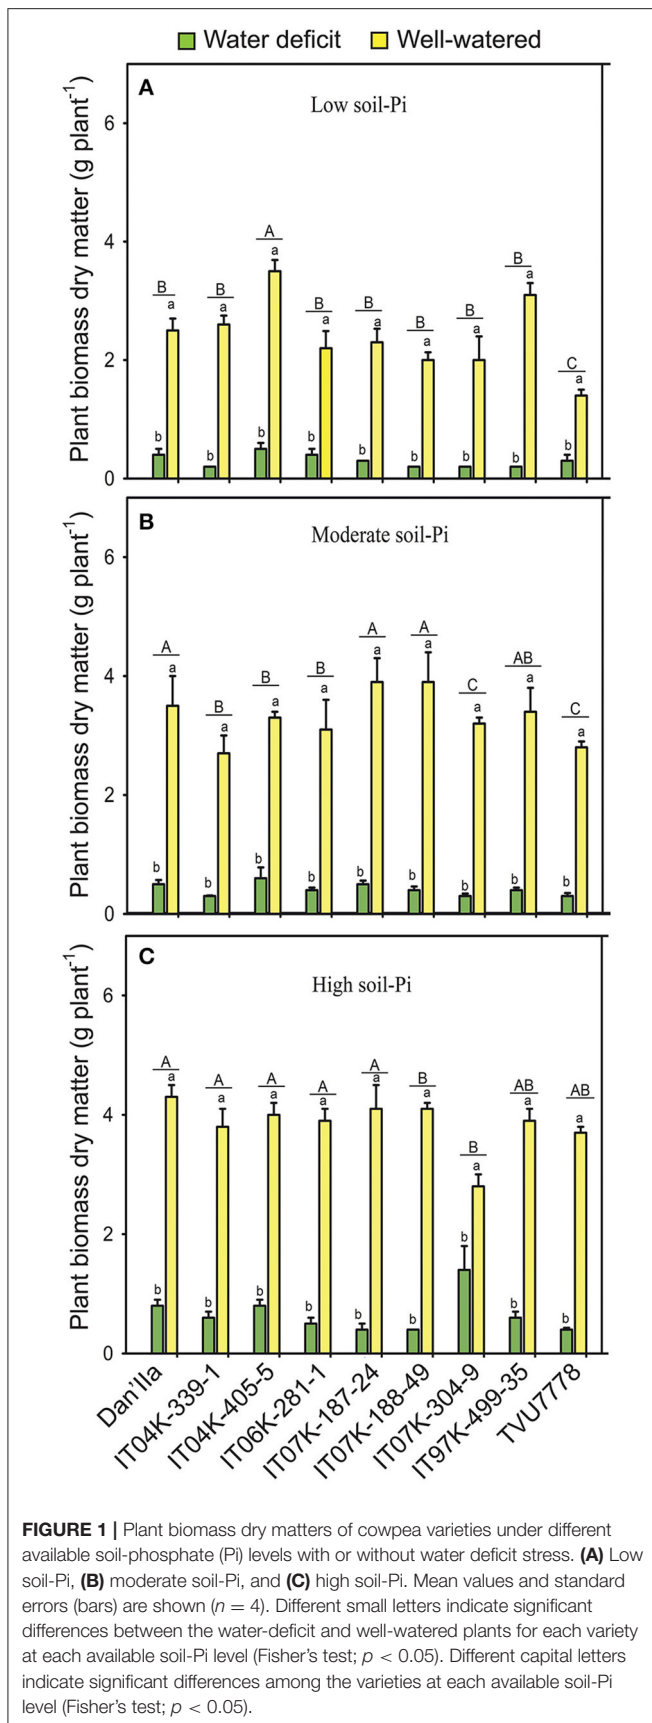 Water deficit Well-watered
A
Low soil-Pi
Plant biomass dry matter (g plant-1)
6
4
2
0
B B A B B B B B C
a a a a a a a a a
b b b b b b b b b
B
Moderate soil-Pi
Plant biomass dry matter (g plant-1)
6
4
2
0
A B B B A A C AB C
a a a a a a a a a
b b b b b b b b b
C
High soil-Pi
Plant biomass dry matter (g plant-1)
6
4
2
0
A A A A A B B AB AB
a a a a a a a a a
b b b b b b b b b
Dan'Ila
IT04K-339-1
IT04K-405-5
IT06K-281-1
IT07K-187-24
IT07K-188-49
IT07K-304-9
IT97K-499-35
TVU7778
FIGURE 1 | Plant biomass dry matters of cowpea varieties under different
available soil-phosphate (Pi) levels with or without water deficit stress. (A) Low
soil-Pi, (B) moderate soil-Pi, and (C) high soil-Pi. Mean values and standard
errors (bars) are shown (n = 4). Different small letters indicate significant
differences between the water-deficit and well-watered plants for each variety
at each available soil-Pi level (Fisher's test; p < 0.05). Different capital letters
indicate significant differences among the varieties at each available soil-Pi
level (Fisher's test; p < 0.05).